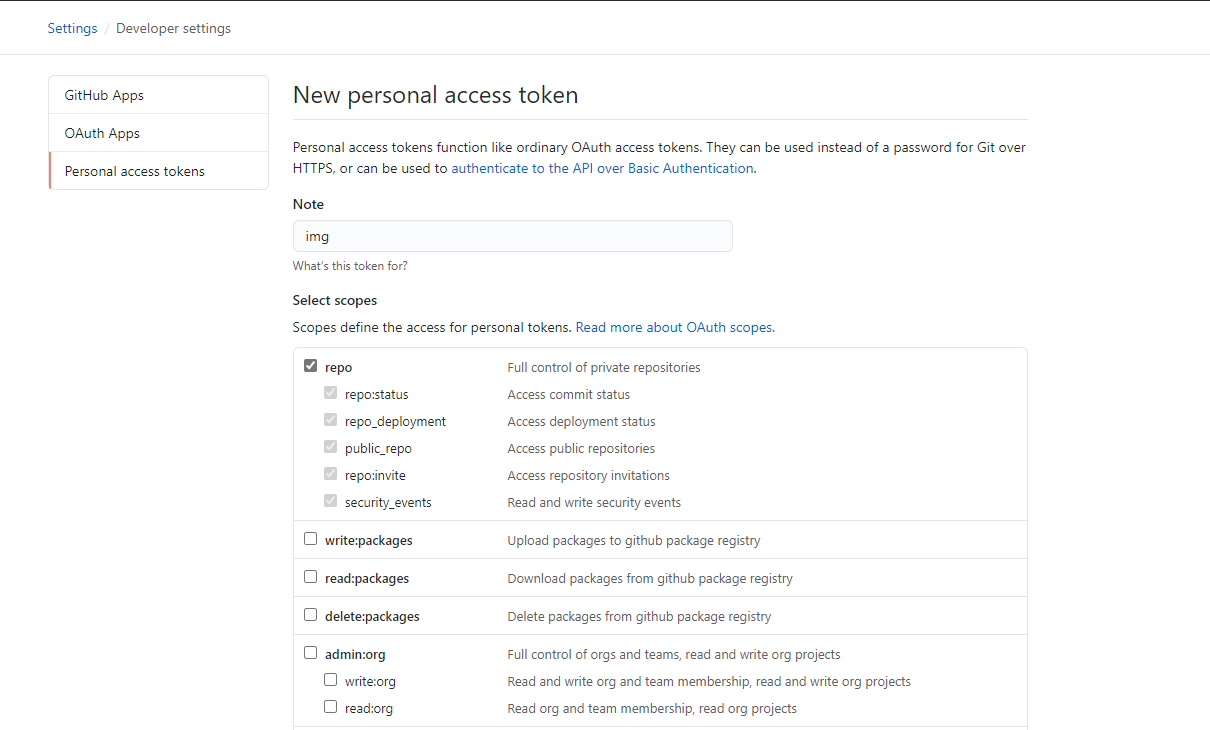 Settings / Developer settings
GitHub Apps
OAuth Apps
Personal access tokens
New personal access token
Personal access tokens function like ordinary OAuth access tokens. They can be used instead of a password for Git over
HTTPS, or can be used to authenticate to the API over Basic Authentication.
Note
img
What's this token for?
Select scopes
Scopes define the access for personal tokens. Read more about OAuth scopes.
repo Full control of private repositories
repo:status Access commit status
repo_deployment Access deployment status
public_repo Access public repositories
repo:invite Access repository invitations
security_events Read and write security events
write:packages Upload packages to github package registry
read:packages Download packages from github package registry
delete:packages Delete packages from github package registry
admin:org Full control of orgs and teams, read and write org projects
write:org Read and write org and team membership, read and write org projects
read:org Read org and team membership, read org projects